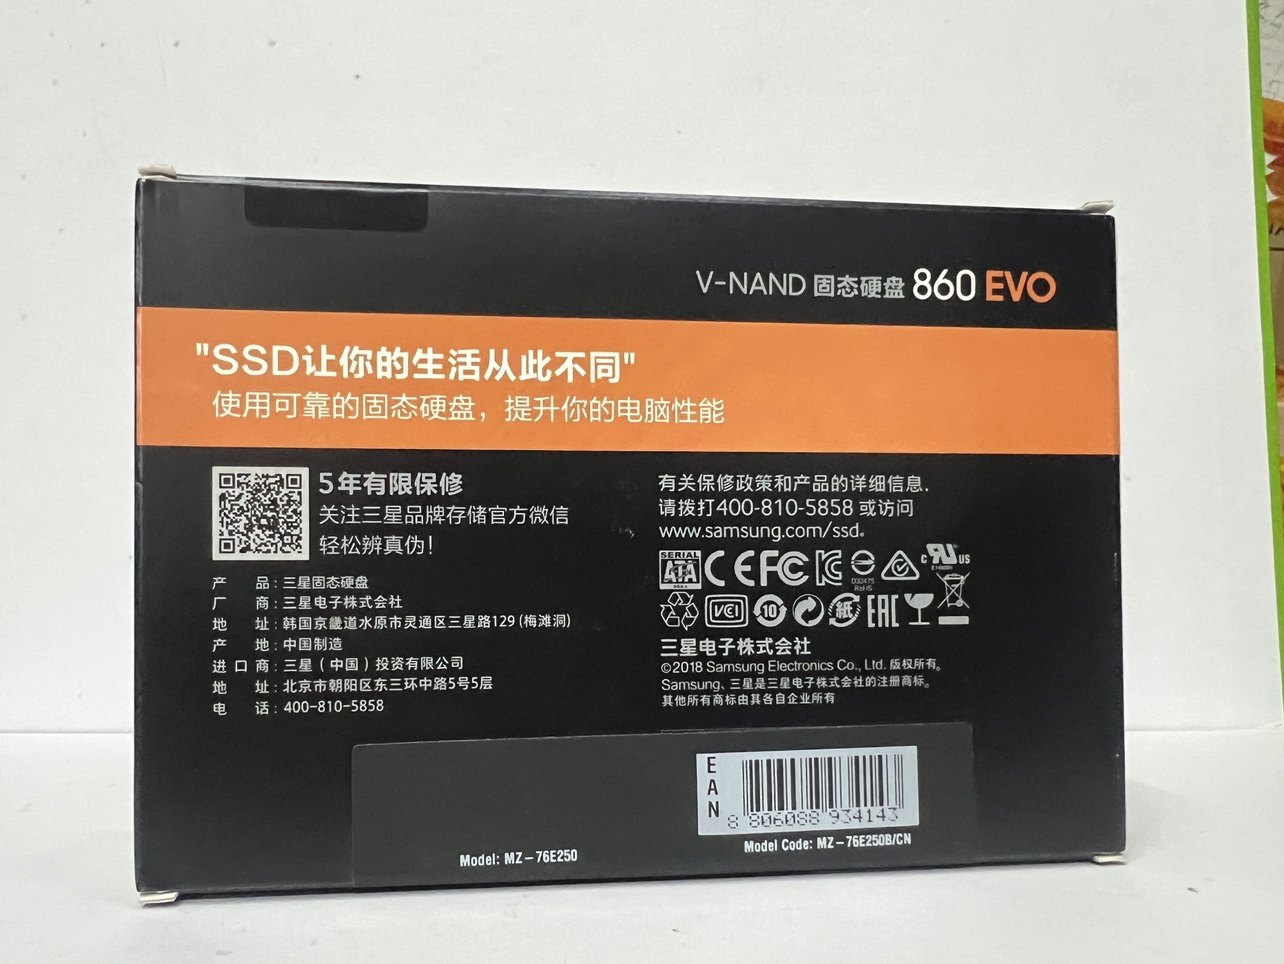 V-NAND 固态硬盘 860 EVO
"SSD让你的生活从此不同"
使用可靠的固态硬盘，提升你的电脑性能
5年有限保修
关注三星品牌存储官方微信
轻松辨真伪！
产 品：三星固态硬盘
厂 商：三星电子株式会社
地 址：韩国京畿道水原市灵通区三星路129 (梅滩洞)
产 地：中国制造
进 口 商：三星（中国）投资有限公司
地 址：北京市朝阳区东三环中路5号5层
电 话：400-810-5858
有关保修政策和产品的详细信息，
请拨打400-810-5858 或访问
www.samsung.com/ssd。
SERIAL
ATA
CE FC
D33475
RoHS
c RU us
VCI
10
紙
EAC
三星电子株式会社
©2018 Samsung Electronics Co., Ltd. 版权所有。
Samsung、三星是三星电子株式会社的注册商标。
其他所有商标由其各自企业所有
EAN
8 806088 934143
Model: MZ-76E250
Model Code: MZ-76E250B/CN